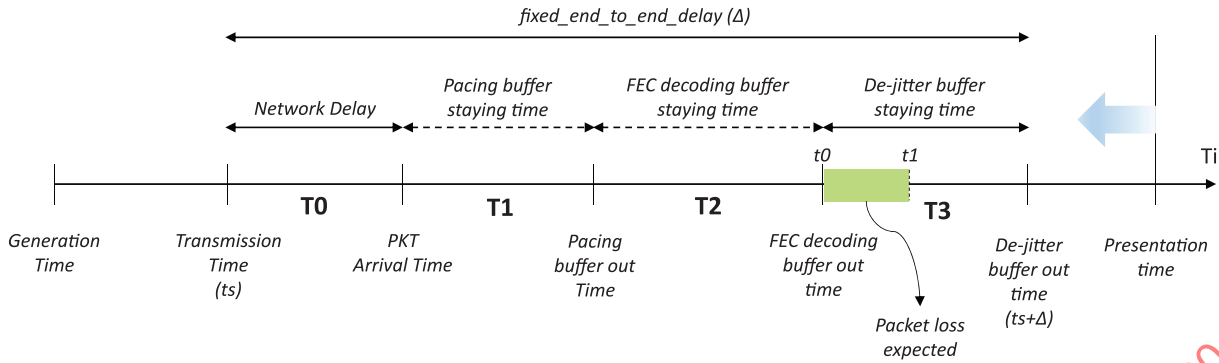 fixed_end_to_end_delay (Δ)
Pacing buffer
staying time
FEC decoding buffer
staying time
De-jitter buffer
staying time
Network Delay
t0
t1
Ti
T0
T1
T2
T3
Generation
Time
Transmission
Time
(ts)
PKT
Arrival Time
Pacing
buffer out
Time
FEC decoding
buffer out
time
De-jitter
buffer out
time
(ts+Δ)
Presentation
time
Packet loss
expected